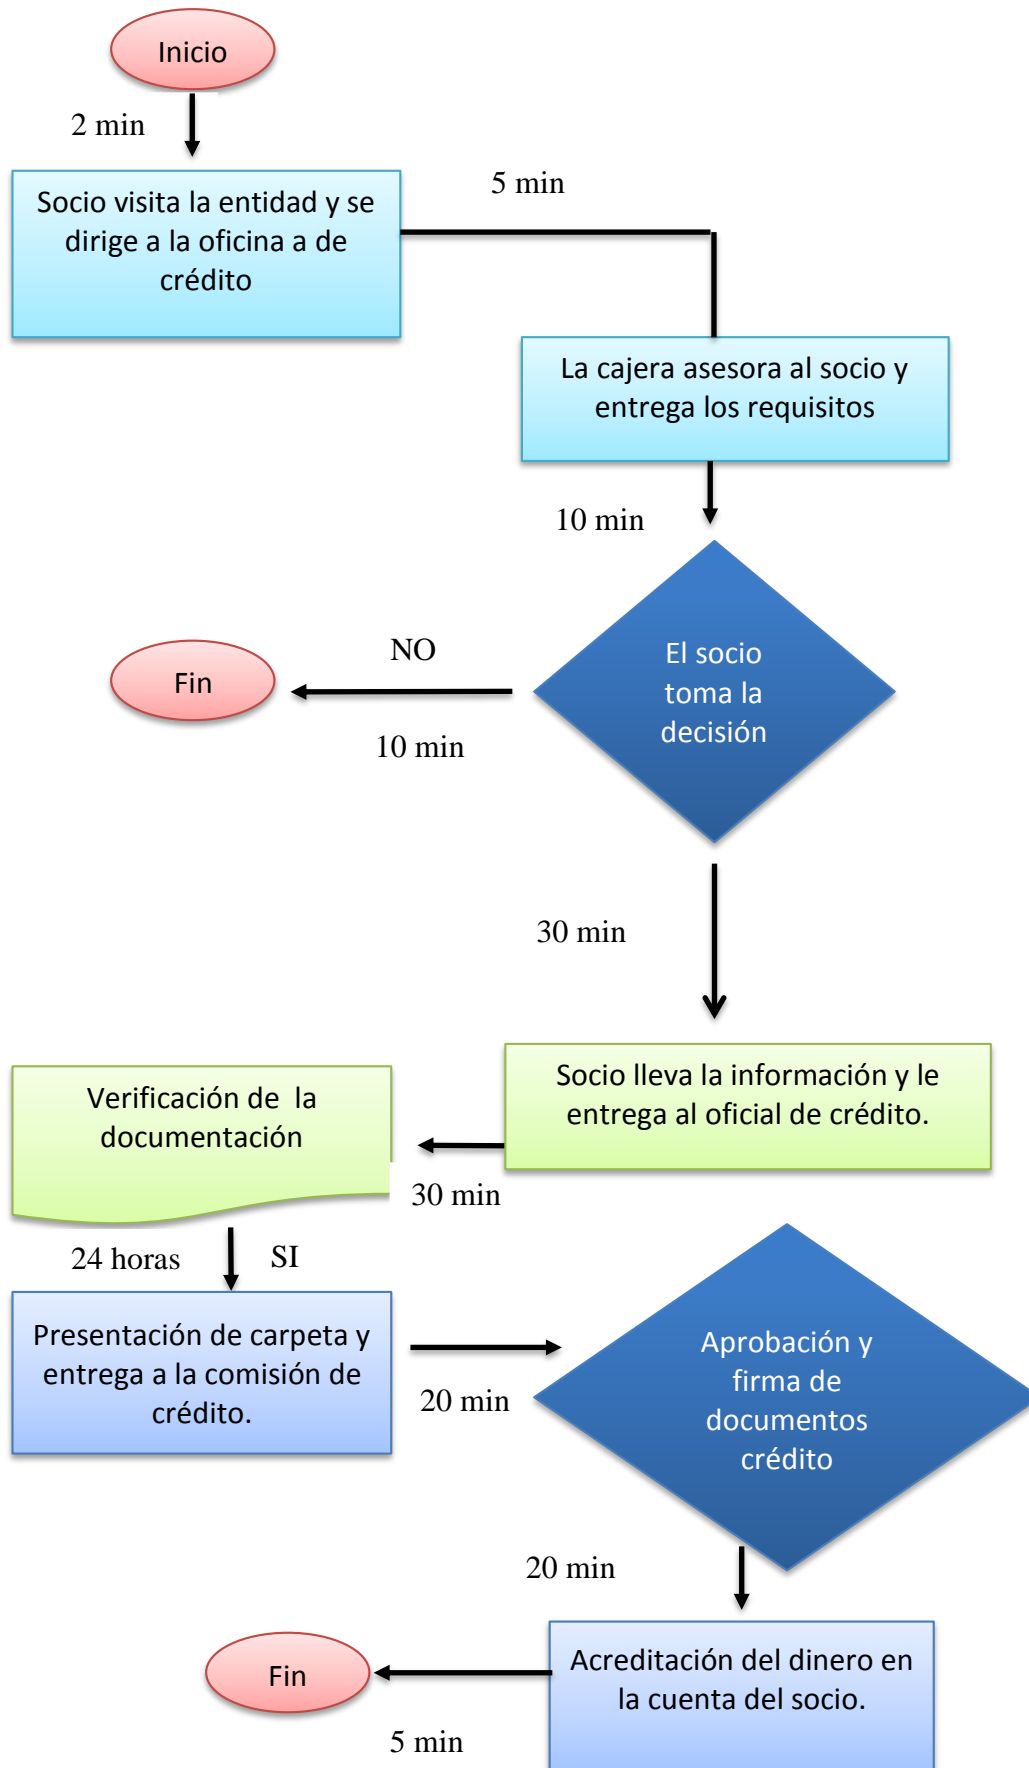 Inicio
2 min
Socio visita la entidad y se
dirige a la oficina a de
crédito
5 min
La cajera asesora al socio y
entrega los requisitos
10 min
El socio
toma la
decisión
NO
Fin
10 min
30 min
Socio lleva la información y le
entrega al oficial de crédito.
Verificación de  la
documentación
30 min
24 horas
SI
Presentación de carpeta y
entrega a la comisión de
crédito.
20 min
Aprobación y
firma de
documentos
crédito
20 min
Acreditación del dinero en
la cuenta del socio.
Fin
5 min